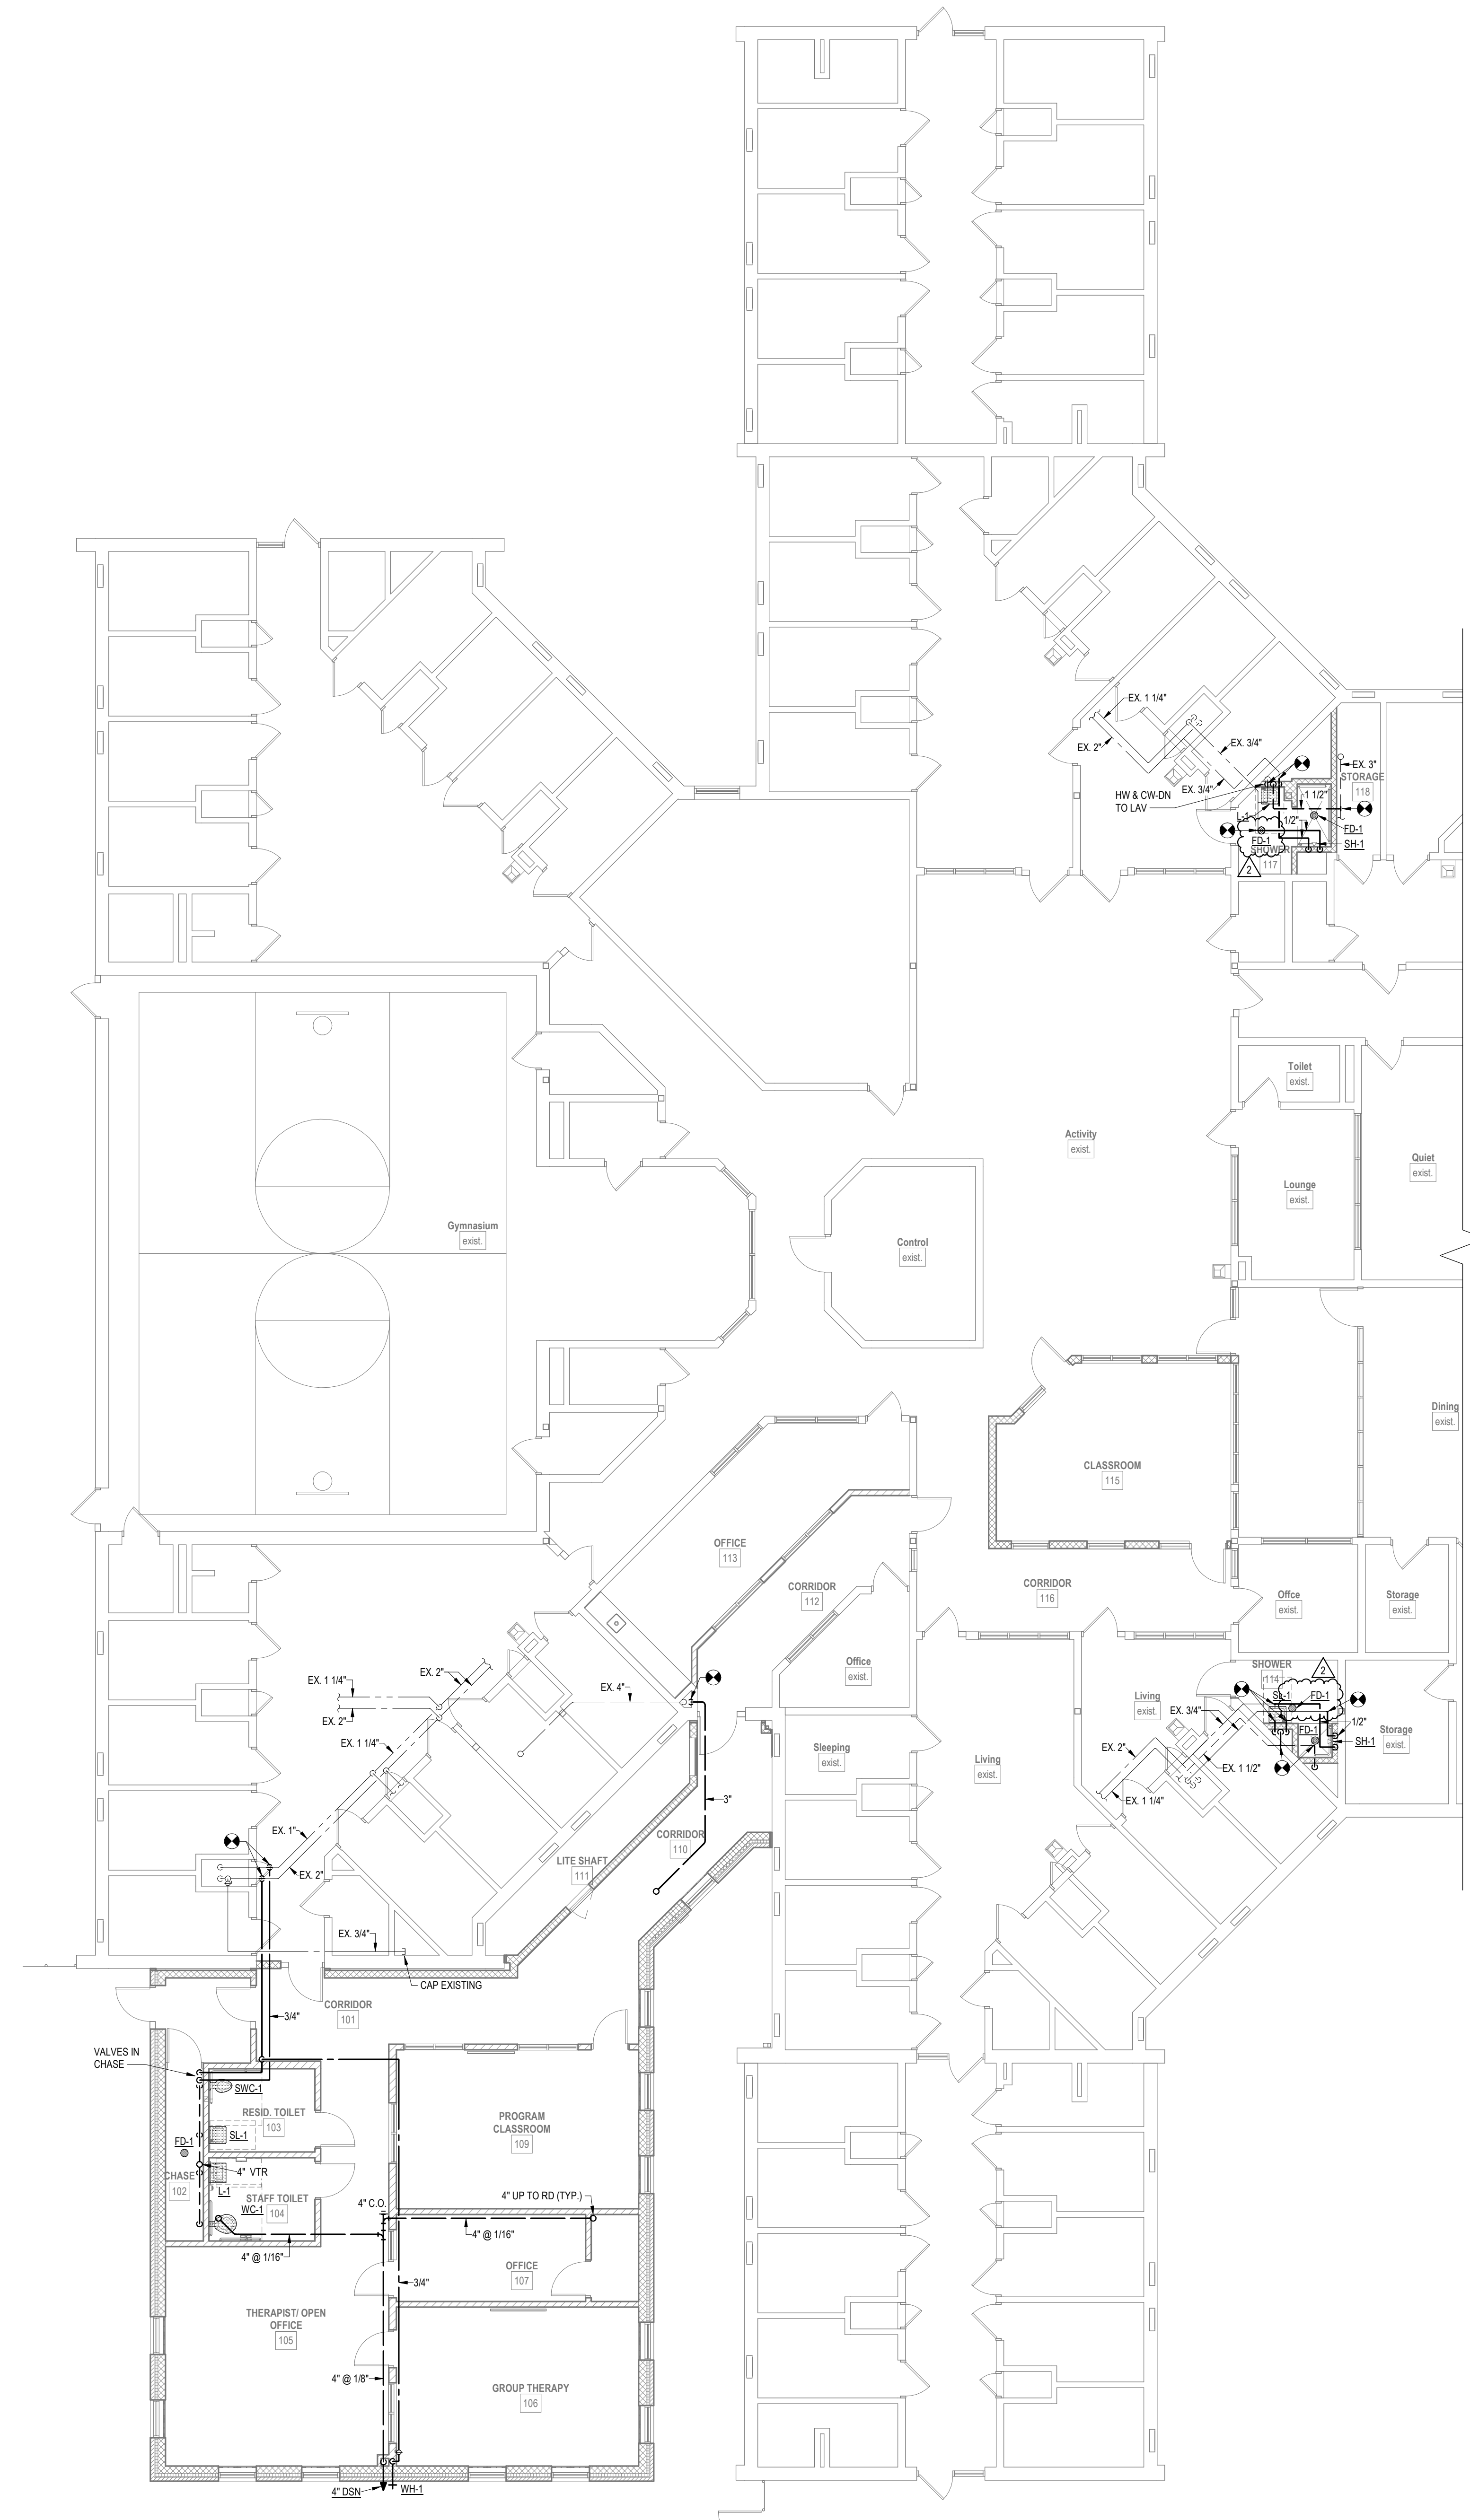 EX. 1 1/4"
EX. 2"
EX. 3/4"
EX. 3/4"
EX. 3"
STORAGE
118
HW & CW-DN
TO LAV
1 1/2"
L-1
1/2"
FD-1
FD-1
SH-1
SHOWER
117
2
Toilet
exist.
Activity
exist.
Quiet
exist.
Lounge
exist.
Gymnasium
exist.
Control
exist.
Dining
exist.
CLASSROOM
115
OFFICE
113
CORRIDOR
112
CORRIDOR
116
Offce
exist.
Storage
exist.
Office
exist.
SHOWER
114
2
EX. 2"
EX. 1 1/4"
EX. 2"
EX. 4"
SL-1
FD-1
Living
exist.
EX. 3/4"
1/2"
FD-1
SH-1
Storage
exist.
EX. 1 1/4"
Sleeping
exist.
Living
exist.
EX. 2"
EX. 1 1/2"
EX. 1 1/4"
3"
EX. 1"
CORRIDOR
110
LITE SHAFT
111
EX. 2"
EX. 3/4"
CAP EXISTING
CORRIDOR
101
3/4"
VALVES IN
CHASE
SWC-1
RESID. TOILET
103
PROGRAM
CLASSROOM
109
FD-1
SL-1
4" VTR
CHASE
102
L-1
STAFF TOILET
104
WC-1
4" C.O.
4" UP TO RD (TYP.)
4" @ 1/16"
4" @ 1/16"
OFFICE
107
3/4"
THERAPIST/ OPEN
OFFICE
105
4" @ 1/8"
GROUP THERAPY
106
4" DSN
WH-1